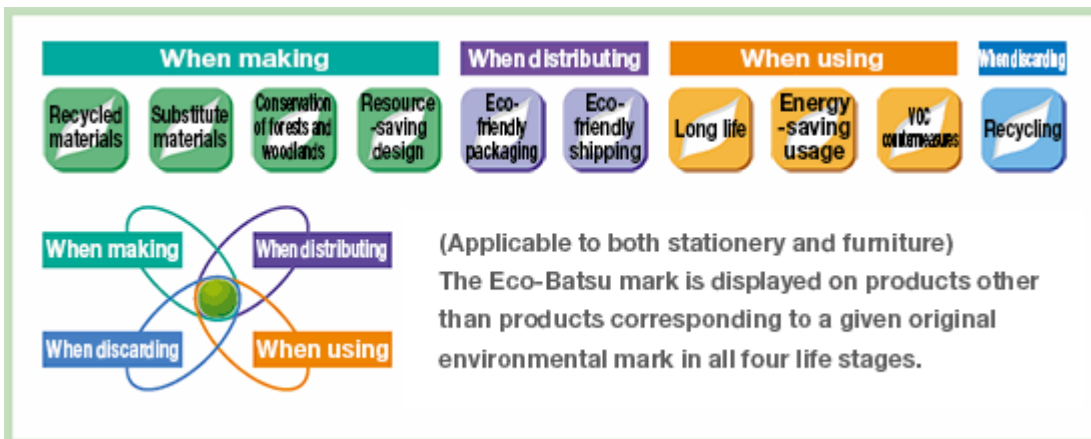 When making
When distributing
When using
When discarding
Recycled
materials
Substitute
materials
Conservation
of forests and
woodlands
Resource
-saving
design
Eco-
friendly
packaging
Eco-
friendly
shipping
Long life
Energy
-saving
usage
VOC
countermeasures
Recycling
When making
When distributing
When discarding
When using
(Applicable to both stationery and furniture)
The Eco-Batsu mark is displayed on products other
than products corresponding to a given original
environmental mark in all four life stages.